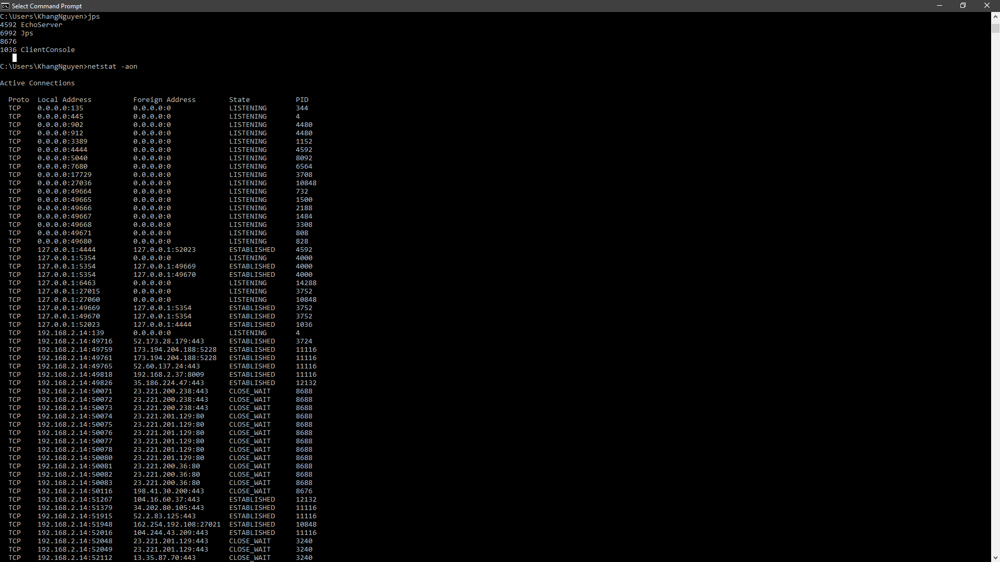 Select Command Prompt
C:\Users\KhangNguyen>jps
4592 EchoServer
6992 Jps
8676
1036 ClientConsole
C:\Users\KhangNguyen>netstat -aon
Active Connections
Proto Local Address Foreign Address State PID
TCP 0.0.0.0:135 0.0.0.0:0 LISTENING 344
TCP 0.0.0.0:445 0.0.0.0:0 LISTENING 4
TCP 0.0.0.0:902 0.0.0.0:0 LISTENING 4480
TCP 0.0.0.0:912 0.0.0.0:0 LISTENING 4480
TCP 0.0.0.0:3389 0.0.0.0:0 LISTENING 1152
TCP 0.0.0.0:4444 0.0.0.0:0 LISTENING 4592
TCP 0.0.0.0:5040 0.0.0.0:0 LISTENING 8092
TCP 0.0.0.0:7680 0.0.0.0:0 LISTENING 6564
TCP 0.0.0.0:17729 0.0.0.0:0 LISTENING 3708
TCP 0.0.0.0:27036 0.0.0.0:0 LISTENING 10848
TCP 0.0.0.0:49664 0.0.0.0:0 LISTENING 732
TCP 0.0.0.0:49665 0.0.0.0:0 LISTENING 1500
TCP 0.0.0.0:49666 0.0.0.0:0 LISTENING 2188
TCP 0.0.0.0:49667 0.0.0.0:0 LISTENING 1484
TCP 0.0.0.0:49668 0.0.0.0:0 LISTENING 3308
TCP 0.0.0.0:49671 0.0.0.0:0 LISTENING 808
TCP 0.0.0.0:49680 0.0.0.0:0 LISTENING 828
TCP 127.0.0.1:4444 127.0.0.1:52023 ESTABLISHED 4592
TCP 127.0.0.1:5354 0.0.0.0:0 LISTENING 4000
TCP 127.0.0.1:5354 127.0.0.1:49669 ESTABLISHED 4000
TCP 127.0.0.1:5354 127.0.0.1:49670 ESTABLISHED 4000
TCP 127.0.0.1:6463 0.0.0.0:0 LISTENING 14288
TCP 127.0.0.1:27015 0.0.0.0:0 LISTENING 3752
TCP 127.0.0.1:27060 0.0.0.0:0 LISTENING 10848
TCP 127.0.0.1:49669 127.0.0.1:5354 ESTABLISHED 3752
TCP 127.0.0.1:49670 127.0.0.1:5354 ESTABLISHED 3752
TCP 127.0.0.1:52023 127.0.0.1:4444 ESTABLISHED 1036
TCP 192.168.2.14:139 0.0.0.0:0 LISTENING 4
TCP 192.168.2.14:49716 52.173.28.179:443 ESTABLISHED 3724
TCP 192.168.2.14:49759 173.194.204.188:5228 ESTABLISHED 11116
TCP 192.168.2.14:49761 173.194.204.188:5228 ESTABLISHED 11116
TCP 192.168.2.14:49765 52.60.137.24:443 ESTABLISHED 11116
TCP 192.168.2.14:49818 192.168.2.37:8009 ESTABLISHED 11116
TCP 192.168.2.14:49826 35.186.224.47:443 ESTABLISHED 12132
TCP 192.168.2.14:50071 23.221.200.238:443 CLOSE_WAIT 8688
TCP 192.168.2.14:50072 23.221.200.238:443 CLOSE_WAIT 8688
TCP 192.168.2.14:50073 23.221.200.238:443 CLOSE_WAIT 8688
TCP 192.168.2.14:50074 23.221.201.129:80 CLOSE_WAIT 8688
TCP 192.168.2.14:50075 23.221.201.129:80 CLOSE_WAIT 8688
TCP 192.168.2.14:50076 23.221.201.129:80 CLOSE_WAIT 8688
TCP 192.168.2.14:50077 23.221.201.129:80 CLOSE_WAIT 8688
TCP 192.168.2.14:50078 23.221.201.129:80 CLOSE_WAIT 8688
TCP 192.168.2.14:50080 23.221.201.129:80 CLOSE_WAIT 8688
TCP 192.168.2.14:50081 23.221.200.36:80 CLOSE_WAIT 8688
TCP 192.168.2.14:50082 23.221.200.36:80 CLOSE_WAIT 8688
TCP 192.168.2.14:50083 23.221.200.36:80 CLOSE_WAIT 8688
TCP 192.168.2.14:50116 198.41.30.200:443 CLOSE_WAIT 8676
TCP 192.168.2.14:51267 104.16.60.37:443 ESTABLISHED 12132
TCP 192.168.2.14:51379 34.202.80.105:443 ESTABLISHED 11116
TCP 192.168.2.14:51915 52.2.83.125:443 ESTABLISHED 11116
TCP 192.168.2.14:51948 162.254.192.108:27021 ESTABLISHED 10848
TCP 192.168.2.14:52016 104.244.43.209:443 ESTABLISHED 11116
TCP 192.168.2.14:52048 23.221.201.129:443 CLOSE_WAIT 3240
TCP 192.168.2.14:52049 23.221.201.129:443 CLOSE_WAIT 3240
TCP 192.168.2.14:52112 13.35.87.70:443 CLOSE_WAIT 3240